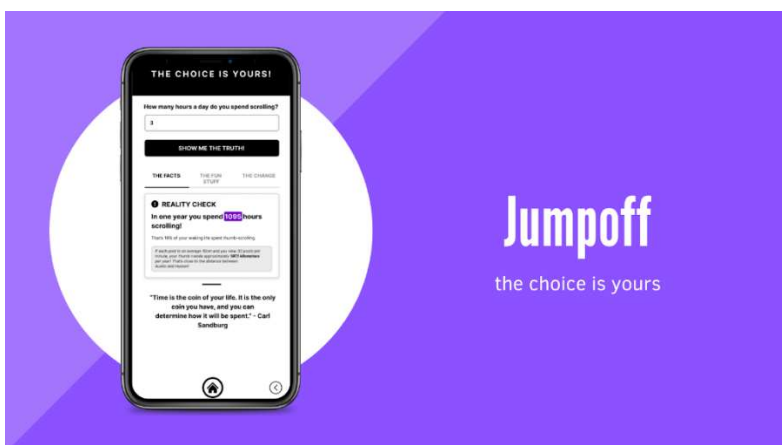 THE CHOICE IS YOURS!
How many hours a day do you spend scrolling?
3
SHOW ME THE TRUTH!
THE FACTS
THE FUN
STUFF
THE CHANGE
REALITY CHECK
In one year you spend 1095 hours
scrolling!
"Time is the coin of your life. It is the only
coin you have, and you can
determine how it will be spent." - Carl
Sandburg
Jumpoff
the choice is yours